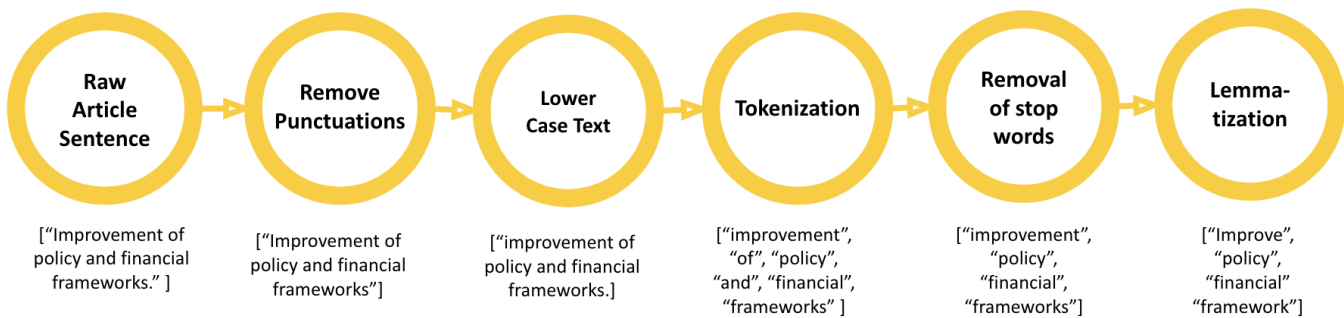 Raw
Article
Sentence
Remove
Punctuations
Lower
Case Text
Tokenization
Removal
of stop
words
Lemma-
tization
[“Improvement of
policy and financial
frameworks.” ]
[“Improvement of
policy and financial
frameworks”]
[“improvement of
policy and financial
frameworks.]
[“improvement”,
“of”, “policy”,
“and”, “financial”,
“frameworks” ]
[“improvement”,
“policy”,
“financial”,
“frameworks”]
[“Improve”,
“policy”,
“financial”
“framework”]